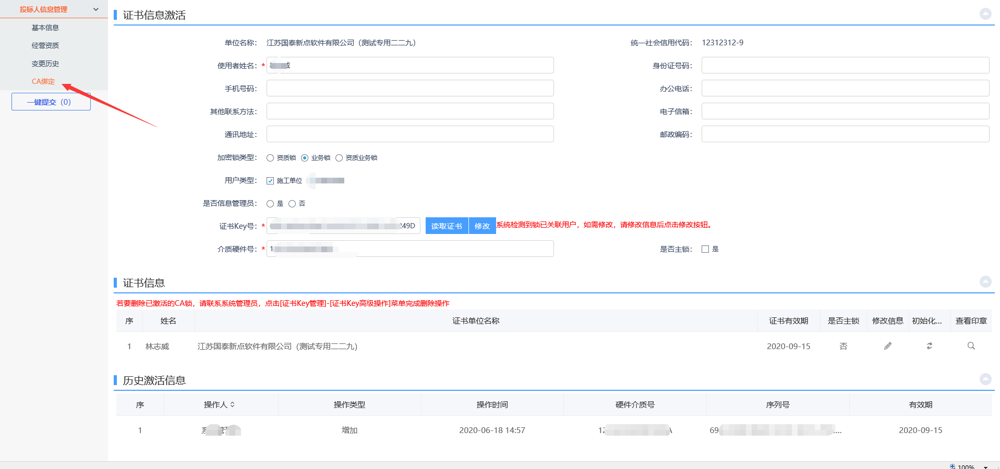 投标人信息管理
基本信息
经营资质
变更历史
CA绑定
一键提交（0）
证书信息激活
单位名称： 江苏国泰新点软件有限公司（测试专用二二九） 统一社会信用代码： 12312312-9
使用者姓名：* 身份证号码：
手机号码： 办公电话：
其他联系方法： 电子信箱：
通讯地址： 邮政编码：
加密锁类型： 资质锁 业务锁 资质业务锁
用户类型： 施工单位
是否信息管理员： 是 否
证书Key号：* 249D 读取证书 修改 系统检测到锁已关联用户，如需修改，请修改信息后点击修改按钮。
介质硬件号：* 1 是否主锁： 是
证书信息
若要删除已激活的CA锁，请联系系统管理员，点击[证书Key管理]-[证书Key高级操作]菜单完成删除操作
序 姓名 证书单位名称 证书有效期 是否主锁 修改信息 初始化... 查看印章
1 林志威 江苏国泰新点软件有限公司（测试专用二二九） 2020-09-15 否
历史激活信息
序 操作人 操作类型 操作时间 硬件介质号 序列号 有效期
1 增加 2020-06-18 14:57 12 A 69 ... 2020-09-15
100%